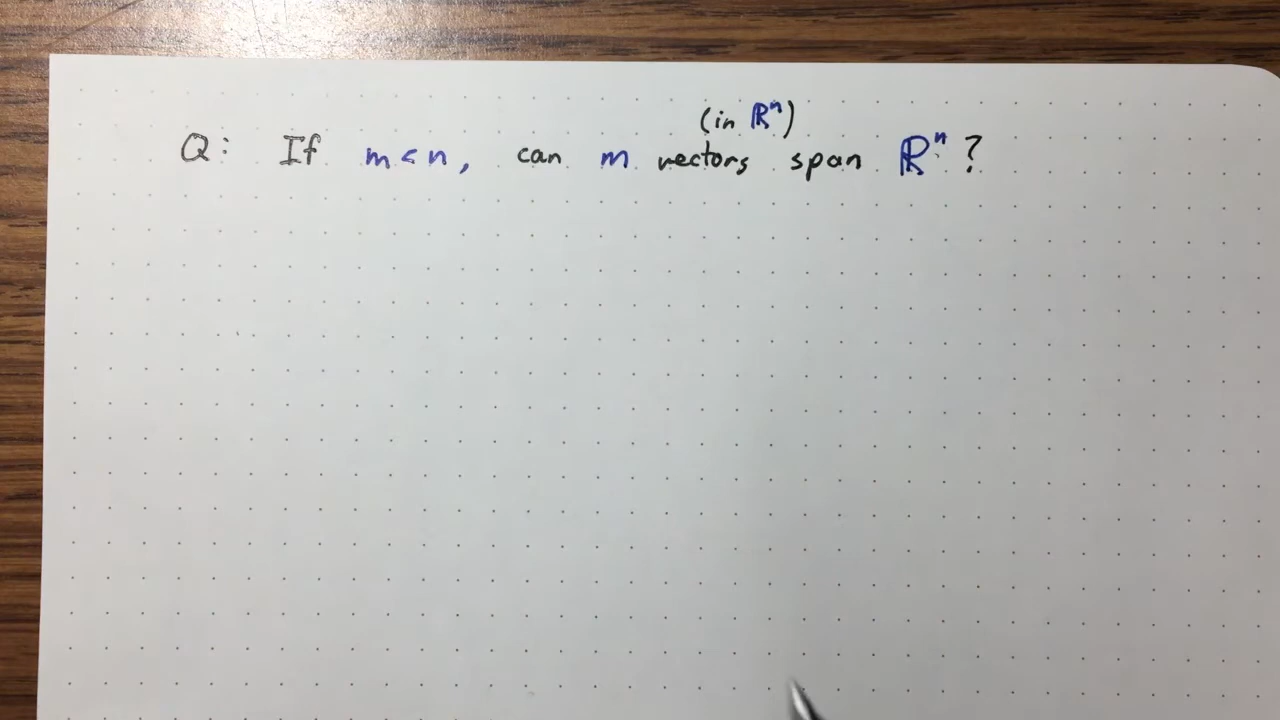 (in ℝⁿ)
Q: If m<n, can m vectors span ℝⁿ?